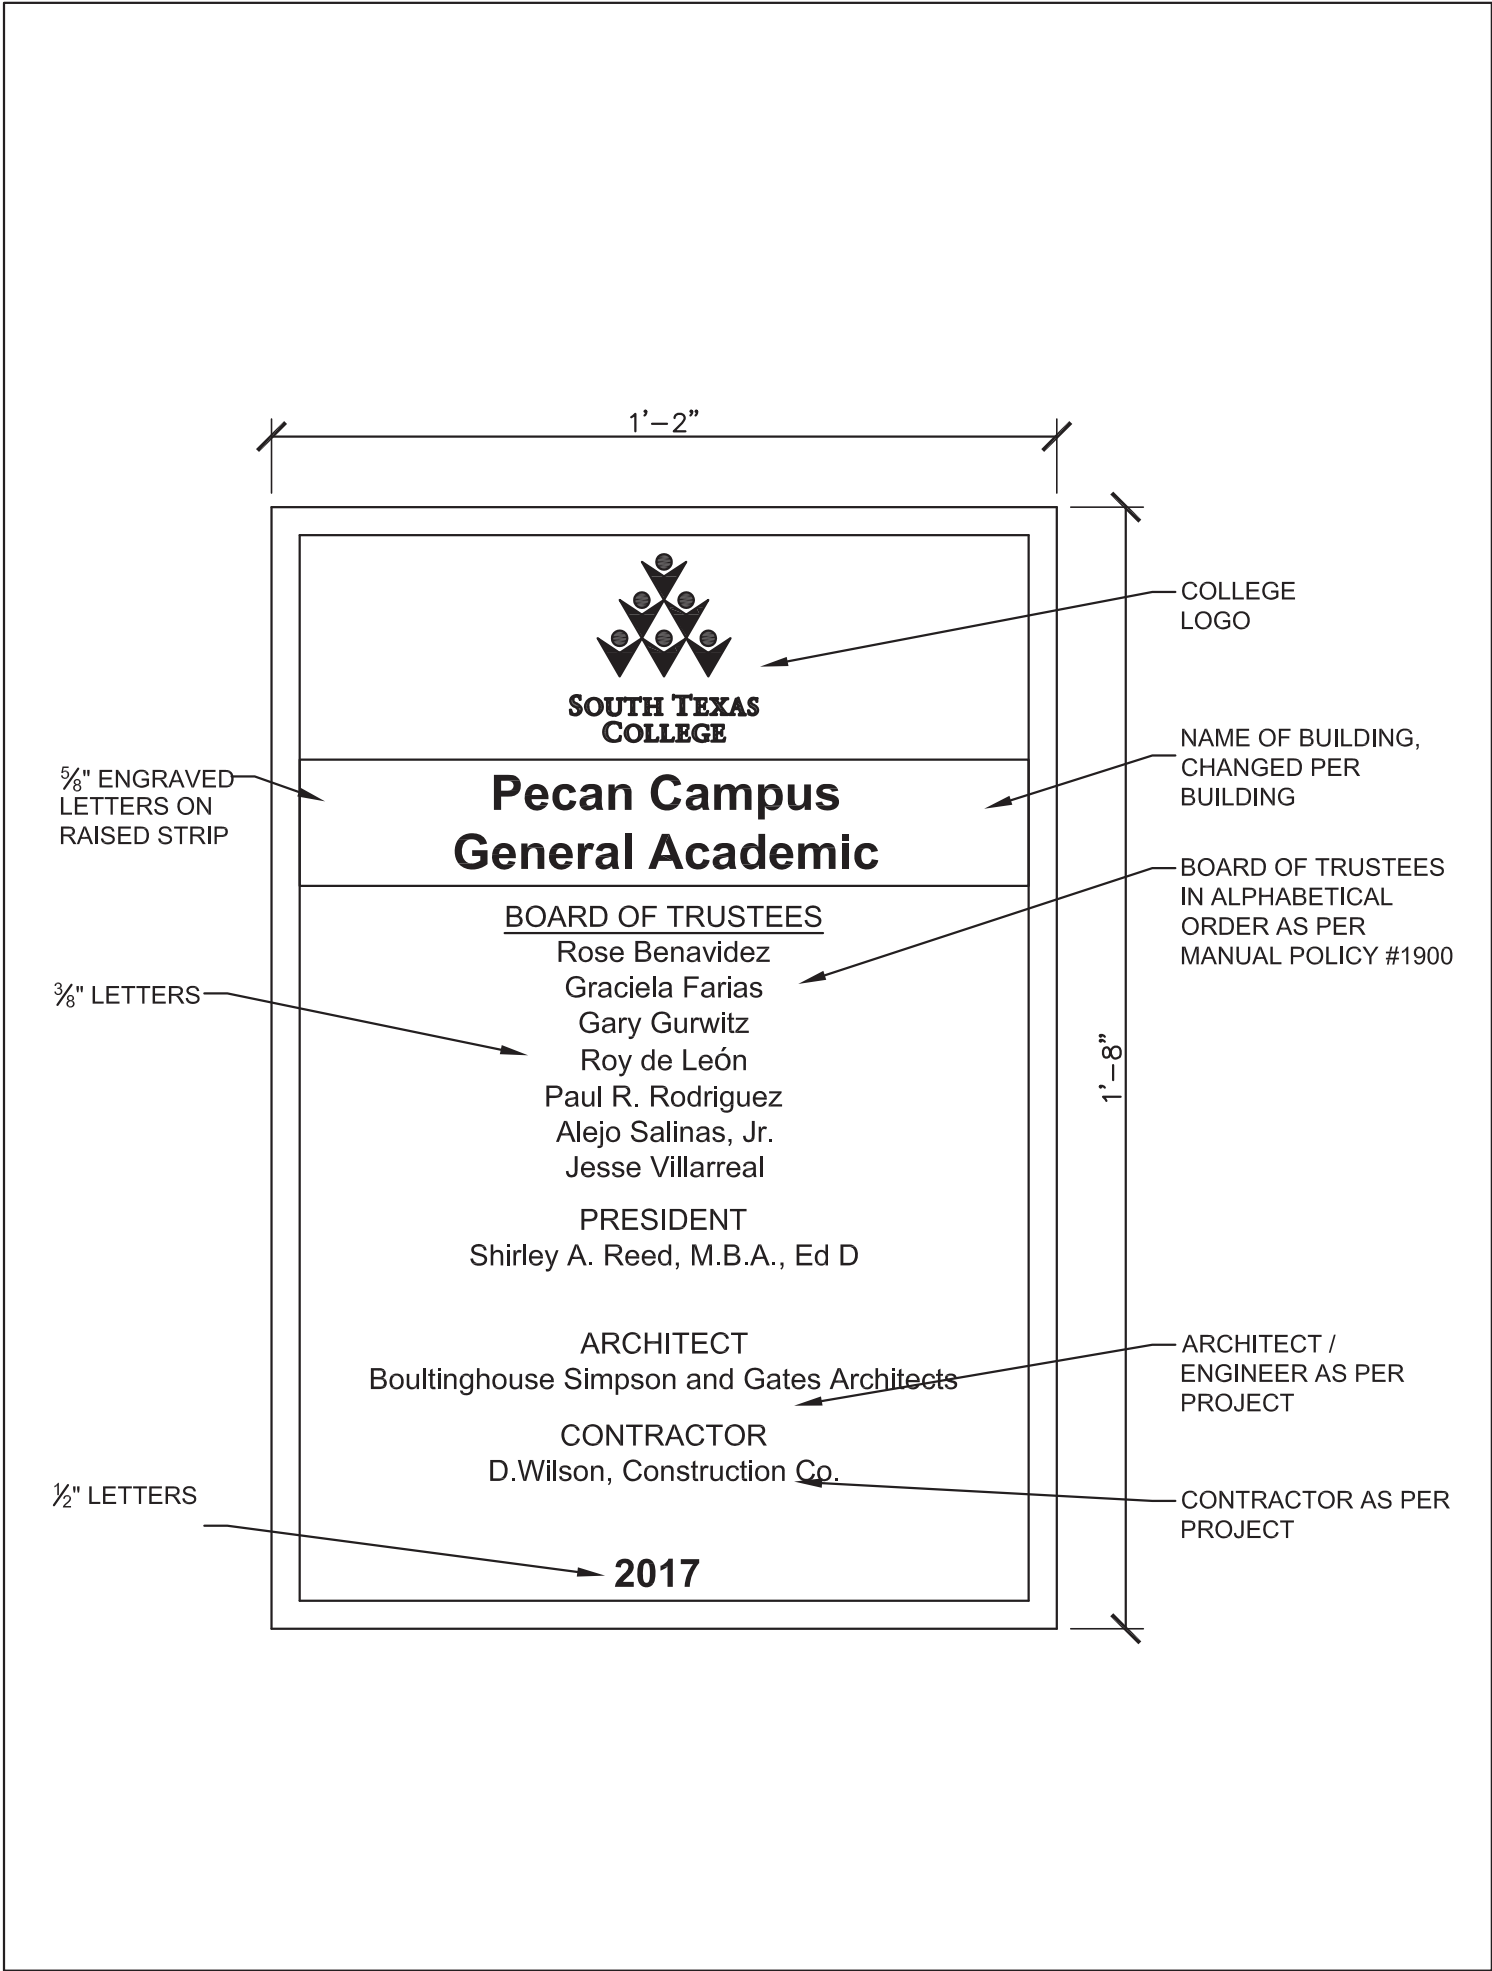 1'-2"
COLLEGE
LOGO
SOUTH TEXAS
COLLEGE
NAME OF BUILDING,
CHANGED PER
BUILDING
⅝" ENGRAVED
LETTERS ON
RAISED STRIP
Pecan Campus
General Academic
BOARD OF TRUSTEES
IN ALPHABETICAL
ORDER AS PER
MANUAL POLICY #1900
BOARD OF TRUSTEES
Rose Benavidez
Graciela Farias
Gary Gurwitz
Roy de León
Paul R. Rodriguez
Alejo Salinas, Jr.
Jesse Villarreal
⅜" LETTERS
1'-8"
PRESIDENT
Shirley A. Reed, M.B.A., Ed D
ARCHITECT
Boultinghouse Simpson and Gates Architects
ARCHITECT /
ENGINEER AS PER
PROJECT
CONTRACTOR
D.Wilson, Construction Co.
CONTRACTOR AS PER
PROJECT
½" LETTERS
2017